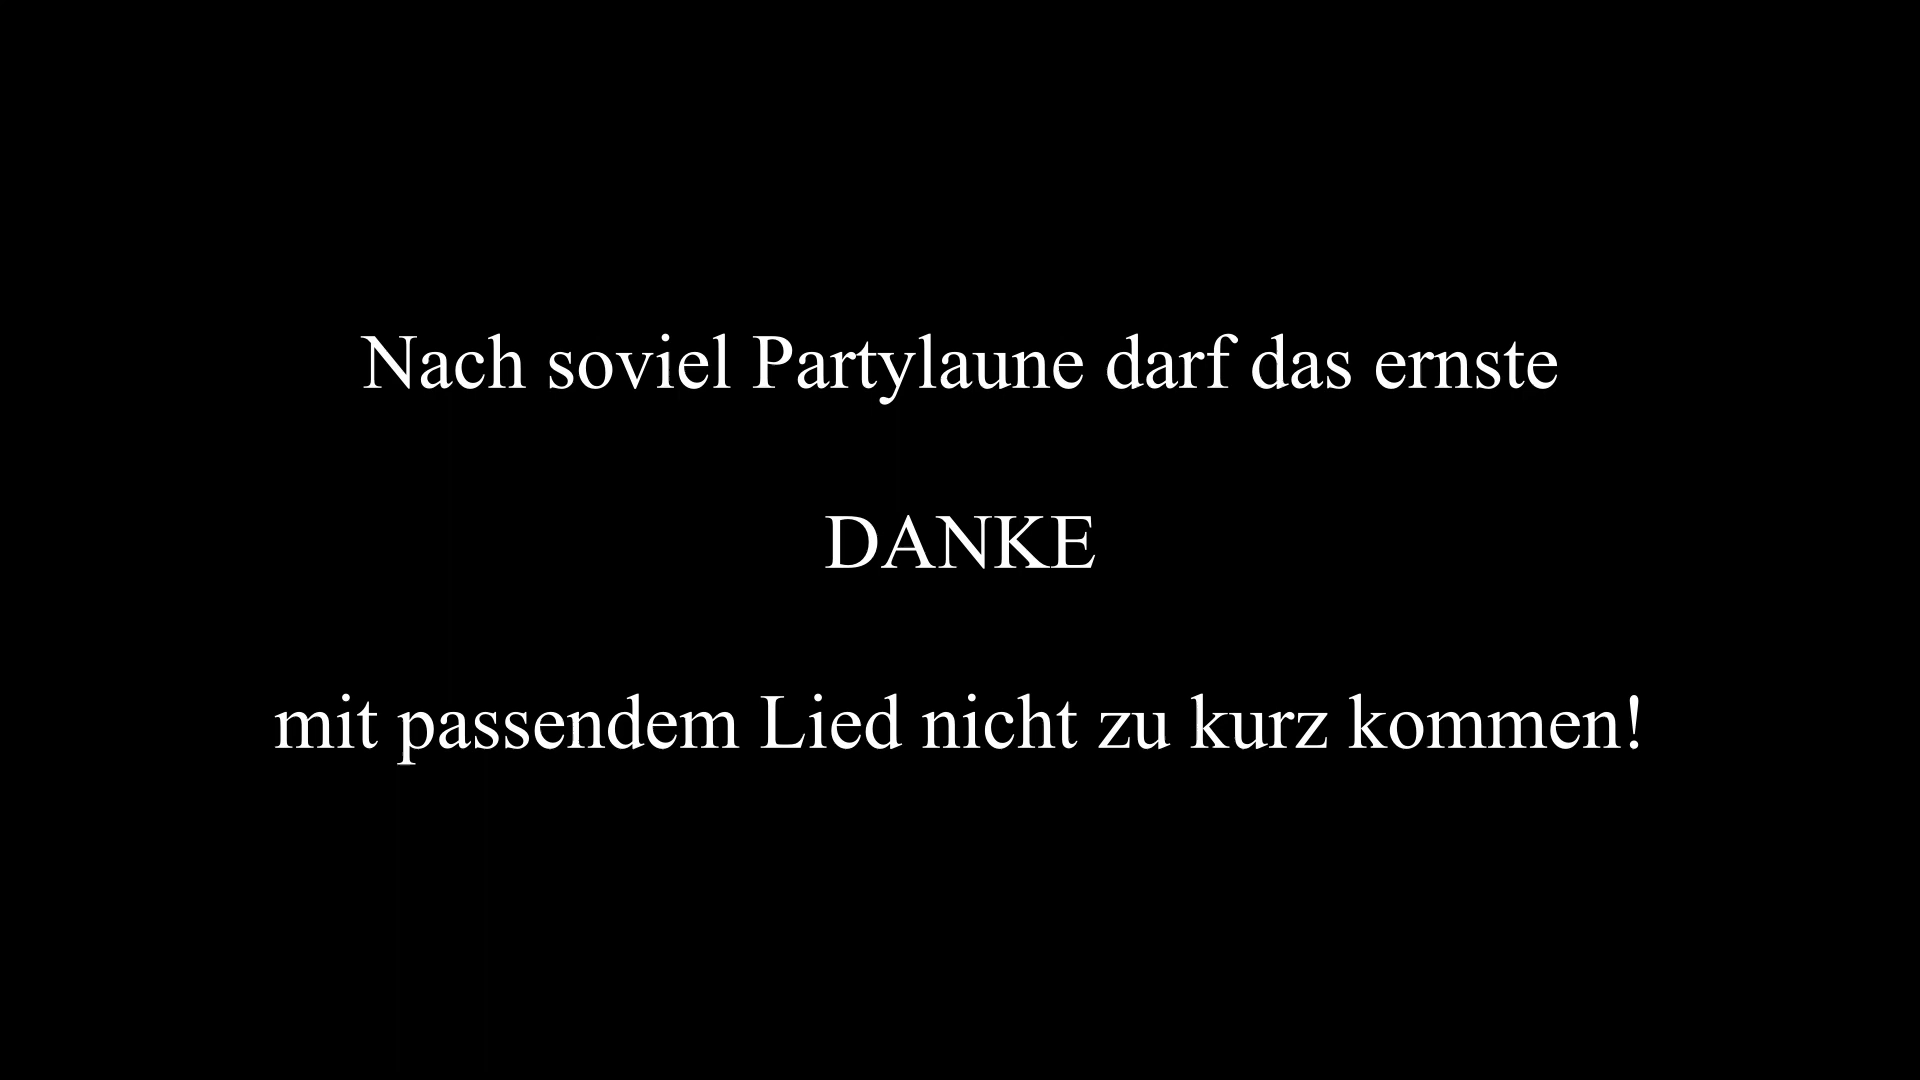 Nach soviel Partylaune darf das ernste
DANKE
mit passendem Lied nicht zu kurz kommen!